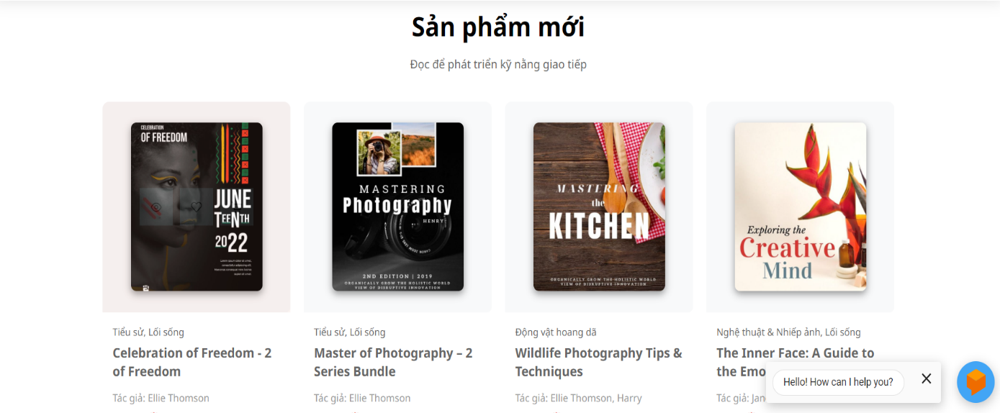 Sản phẩm mới
Đọc để phát triển kỹ nằng giao tiếp
CELEBRATION
OF FREEDOM
JUNE
TEENTH
2022
MASTERING
Photography
HENRY
2ND EDITION | 2019
ORGANICALLY GROW THE HOLISTIC WORLD
VIEW OF DISRUPTIVE INNOVATION
MASTERING
the
KITCHEN
ORGANICALLY GROW THE HOLISTIC WORLD
VIEW OF DISRUPTIVE INNOVATION
Exploring the
Creative
Mind
Tiểu sử, Lối sống
Celebration of Freedom - 2
of Freedom
Tác giả: Ellie Thomson
Tiểu sử, Lối sống
Master of Photography – 2
Series Bundle
Tác giả: Ellie Thomson
Động vật hoang dã
Wildlife Photography Tips &
Techniques
Tác giả: Ellie Thomson, Harry
Nghệ thuật & Nhiếp ảnh, Lối sống
The Inner Face: A Guide to
the Emo
Tác giả: Jan
Hello! How can I help you?